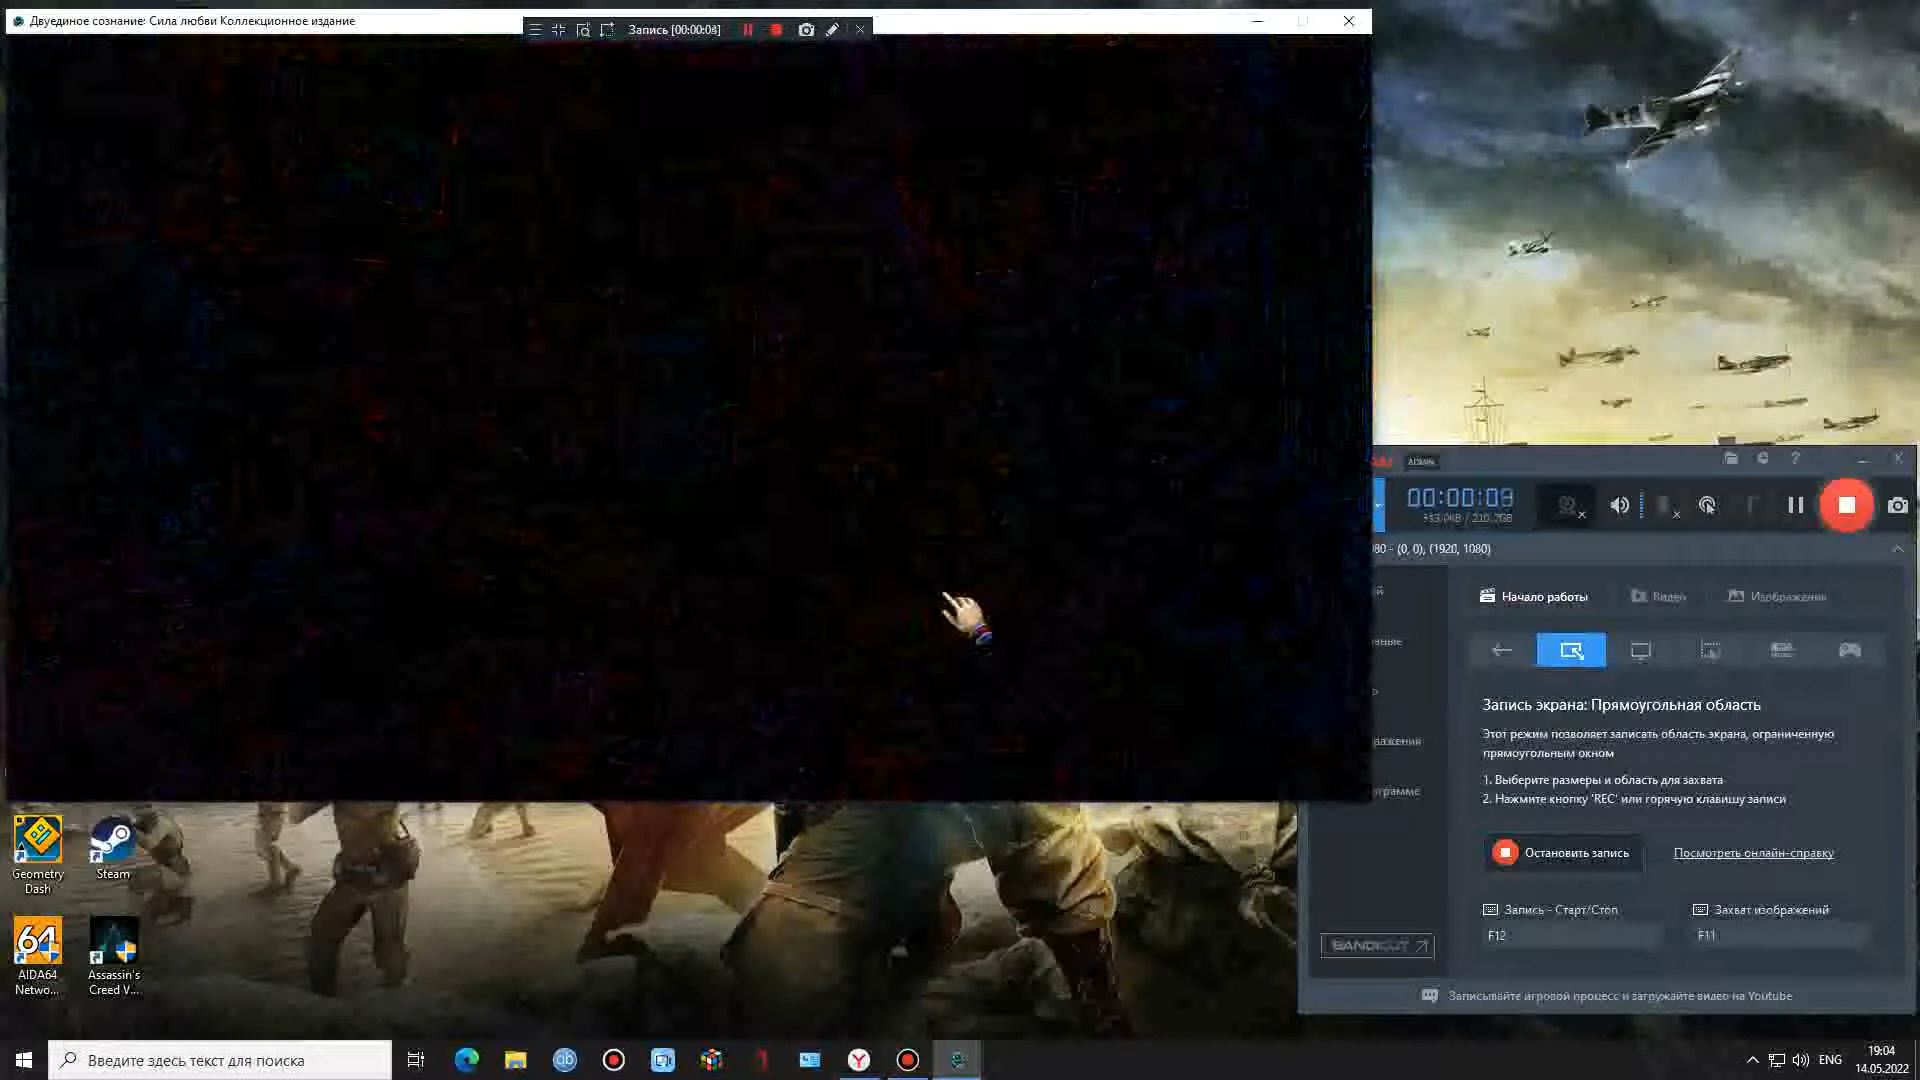 Двуединое сознание: Сила любви Коллекционное издание
Запись [00:00:04]
ADMIN
00:00:09
80 - (0, 0), (1920, 1080)
Начало работы
Видео
Изображения
Запись экрана: Прямоугольная область
Этот режим позволяет записать область экрана, ограниченную
прямоугольным окном
1. Выберите размеры и область для захвата
2. Нажмите кнопку 'REC' или горячую клавишу записи
Остановить запись
Посмотреть онлайн-справку
Запись - Старт/Стоп
F12
Захват изображений
F11
BANDICUT
Записывайте игровой процесс и загружайте видео на Youtube
Geometry
Dash
Steam
AIDA64
Netwo...
Assassin's
Creed V...
Введите здесь текст для поиска
ENG
19:04
14.05.2022